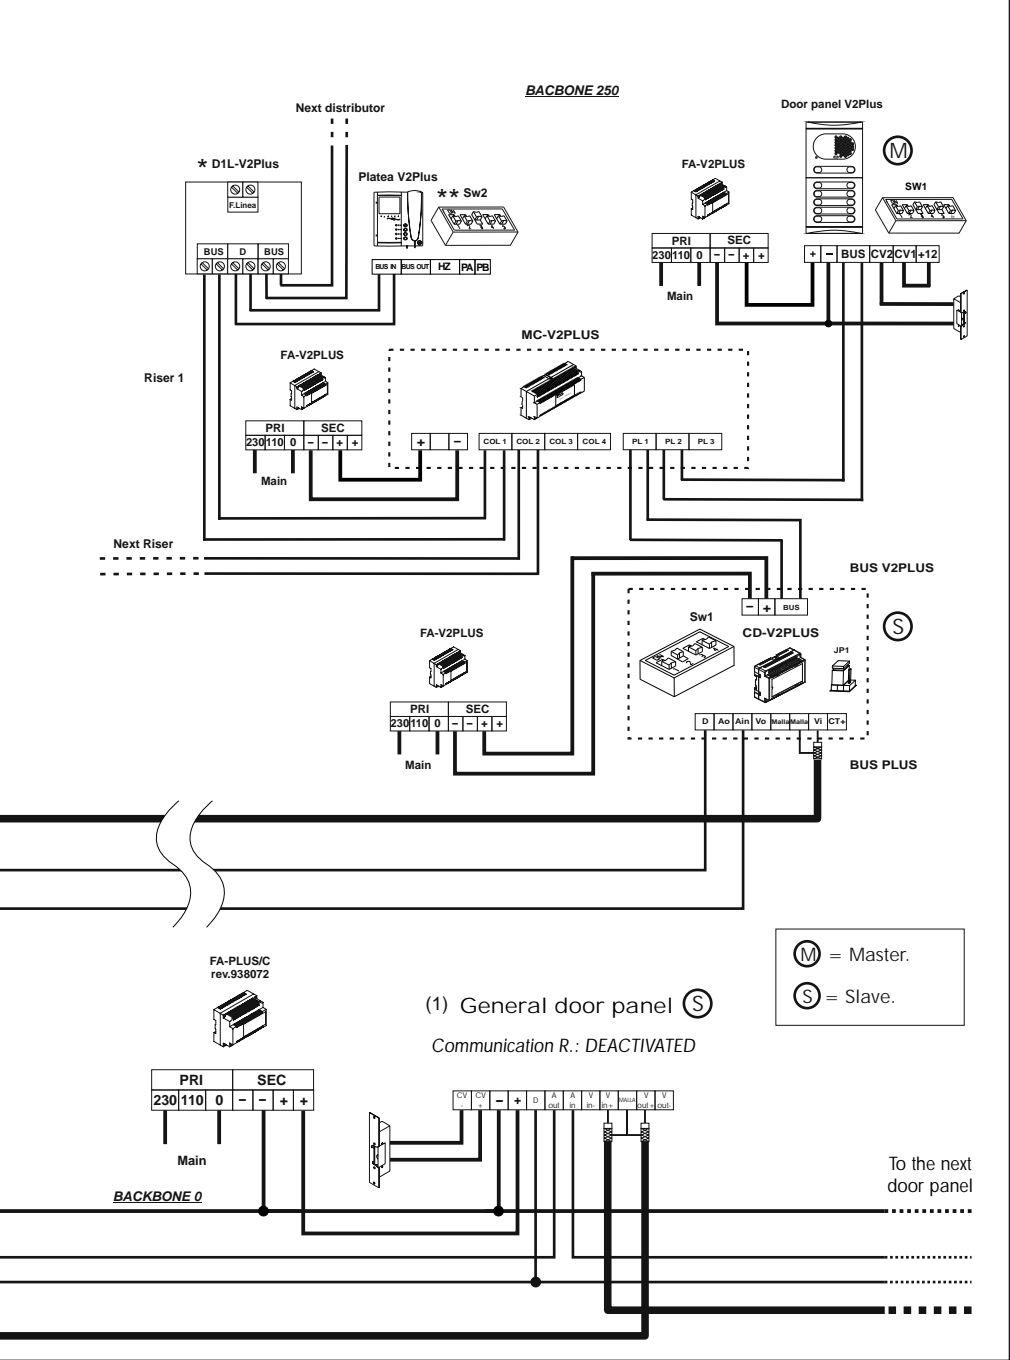 BACBONE 250
Next distributor
Door panel V2Plus
M
* D1L-V2Plus
FA-V2PLUS
Platea V2Plus
** Sw2
SW1
F.Linea
PRI SEC
230 110 0 - - + +
Main
+ - BUS CV2 CV1 +12
BUS D BUS
BUS IN BUS OUT HZ PA PB
MC-V2PLUS
FA-V2PLUS
Riser 1
PRI SEC
230 110 0 - - + +
Main
+ -
COL 1 COL 2 COL 3 COL 4
PL 1 PL 2 PL 3
Next Riser
BUS V2PLUS
- + BUS
Sw1
CD-V2PLUS
S
JP1
FA-V2PLUS
PRI SEC
230 110 0 - - + +
Main
D Ao Ain Vo Malla Malla Vi CT+
BUS PLUS
M = Master.
S = Slave.
FA-PLUS/C
rev.938072
(1) General door panel S
Communication R.: DEACTIVATED
PRI SEC
230 110 0 - - + +
Main
CV - CV + - + D A out A in V in- V in+ MALLA V out+ V out-
To the next
door panel
BACKBONE 0